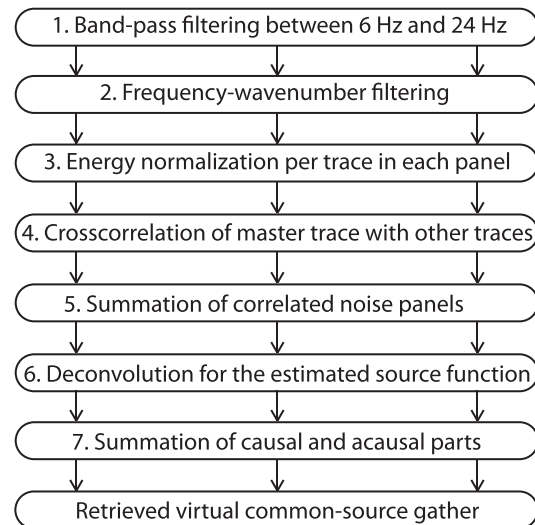 1. Band-pass filtering between 6 Hz and 24 Hz
2. Frequency-wavenumber filtering
3. Energy normalization per trace in each panel
4. Crosscorrelation of master trace with other traces
5. Summation of correlated noise panels
6. Deconvolution for the estimated source function
7. Summation of causal and acausal parts
Retrieved virtual common-source gather